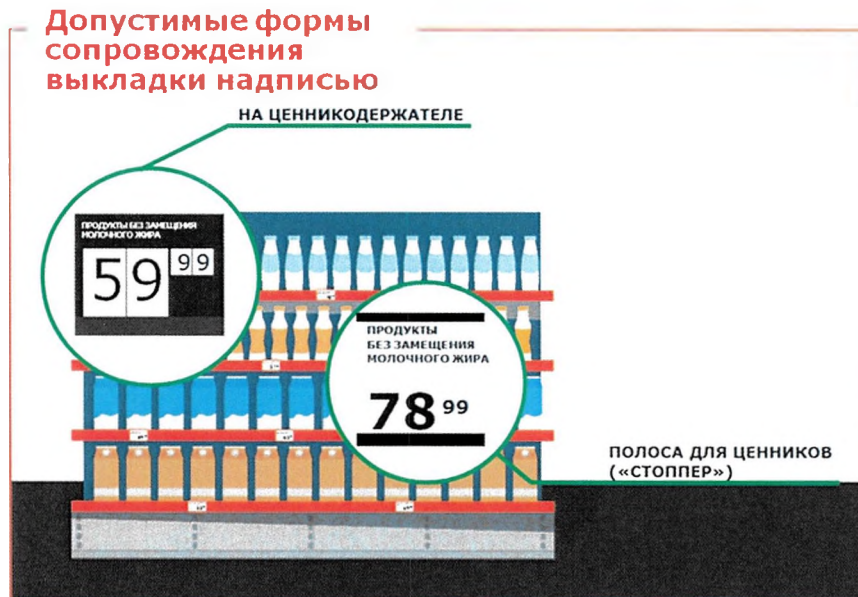 Допустимые формы
сопровождения
выкладки надписью
НА ЦЕННИКОДЕРЖАТЕЛЕ
ПРОДУКТЫ БЕЗ ЗАМЕЩЕНИЯ
МОЛОЧНОГО ЖИРА
59 99
ПРОДУКТЫ
БЕЗ ЗАМЕЩЕНИЯ
МОЛОЧНОГО ЖИРА
78 99
ПОЛОСА ДЛЯ ЦЕННИКОВ
(«СТОППЕР»)